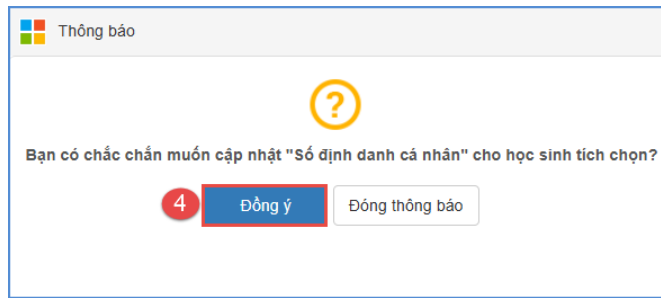 Thông báo
?
Bạn có chắc chắn muốn cập nhật "Số định danh cá nhân" cho học sinh tích chọn?
4 Đồng ý Đóng thông báo